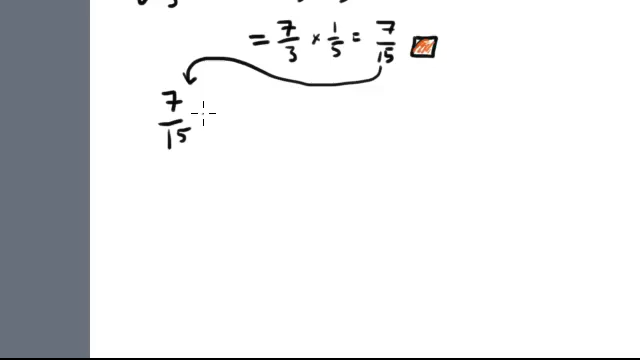 = 7/3 × 1/5 = 7/15
7/15